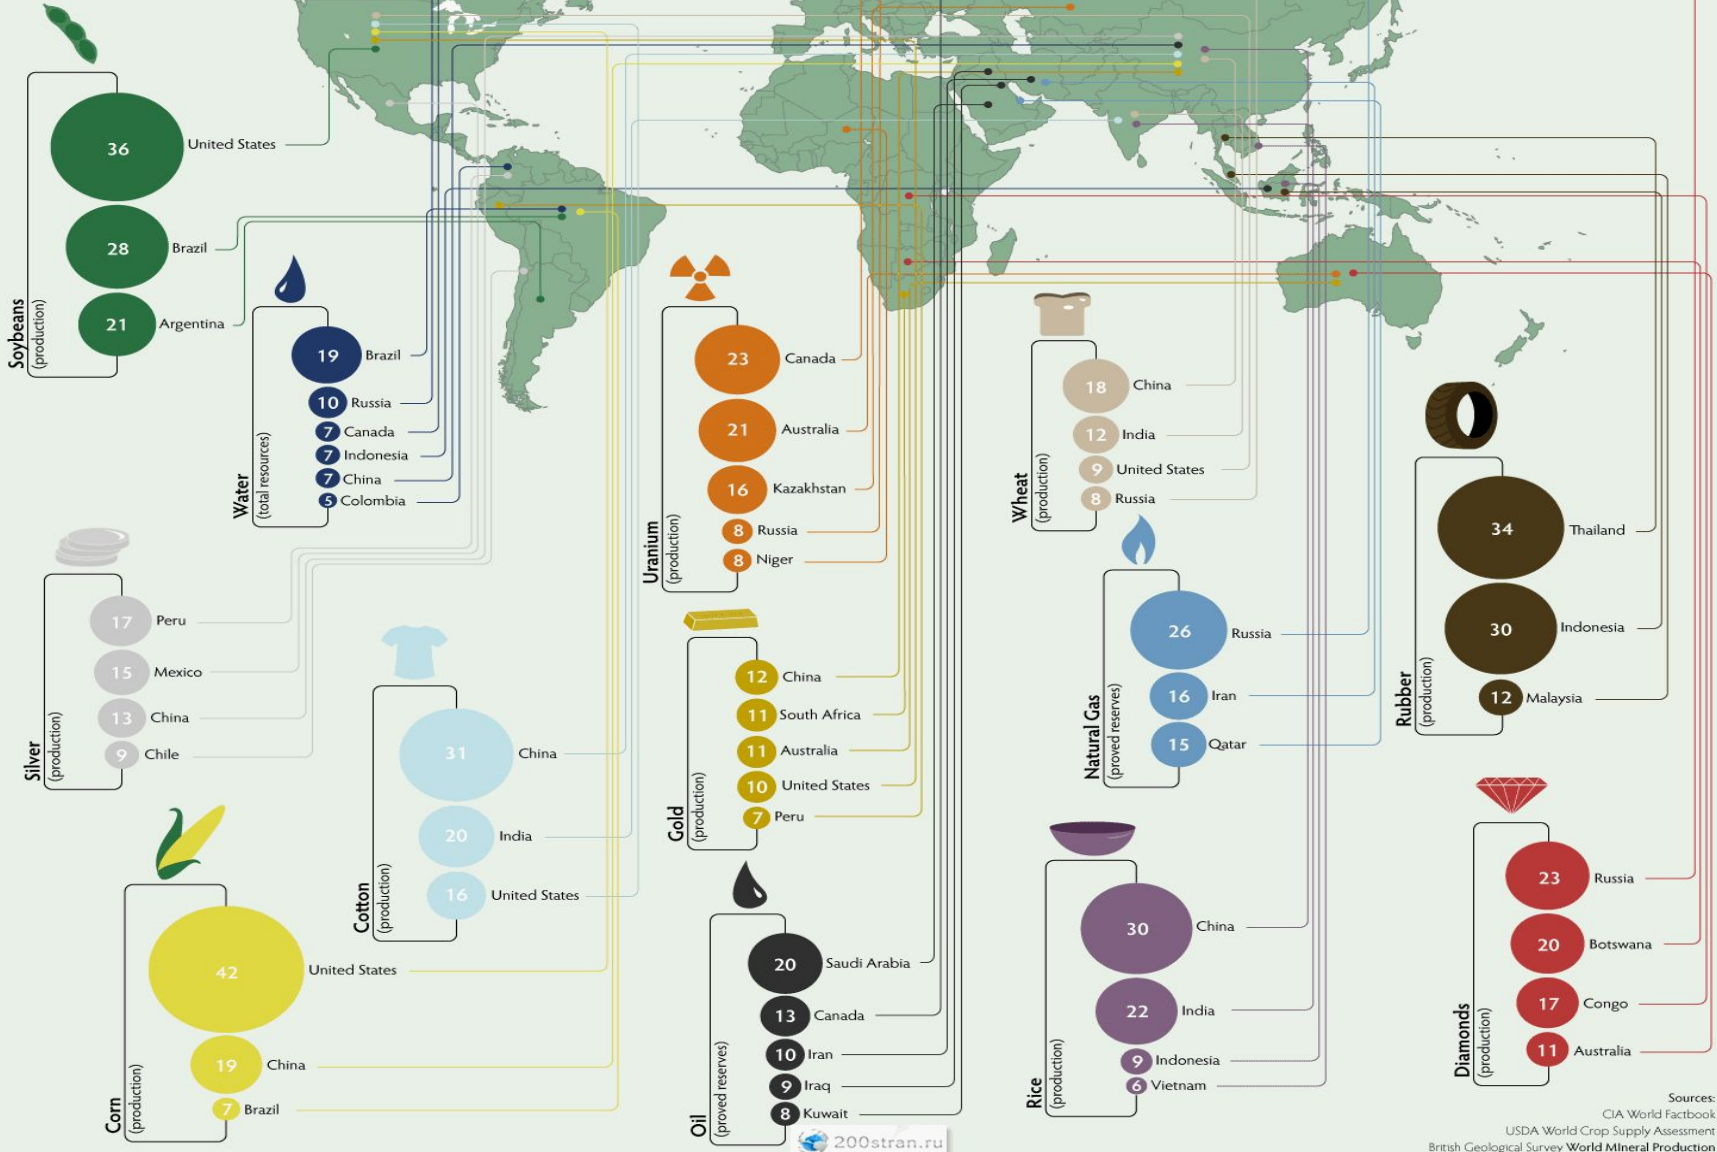 Soybeans
(production)
36 United States
28 Brazil
21 Argentina
Water
(total resources)
19 Brazil
10 Russia
7 Canada
7 Indonesia
7 China
5 Colombia
Silver
(production)
17 Peru
15 Mexico
13 China
9 Chile
Cotton
(production)
31 China
20 India
16 United States
Corn
(production)
42 United States
19 China
7 Brazil
Uranium
(production)
23 Canada
21 Australia
16 Kazakhstan
8 Russia
8 Niger
Gold
(production)
12 China
11 South Africa
11 Australia
10 United States
7 Peru
Oil
(proved reserves)
20 Saudi Arabia
13 Canada
10 Iran
9 Iraq
8 Kuwait
Wheat
(production)
18 China
12 India
9 United States
8 Russia
Natural Gas
(proved reserves)
26 Russia
16 Iran
15 Qatar
Rice
(production)
30 China
22 India
9 Indonesia
6 Vietnam
Rubber
(production)
34 Thailand
30 Indonesia
12 Malaysia
Diamonds
(production)
23 Russia
20 Botswana
17 Congo
11 Australia
Sources:
CIA World Factbook
USDA World Crop Supply Assessment
British Geological Survey World MIneral Production
200stran.ru